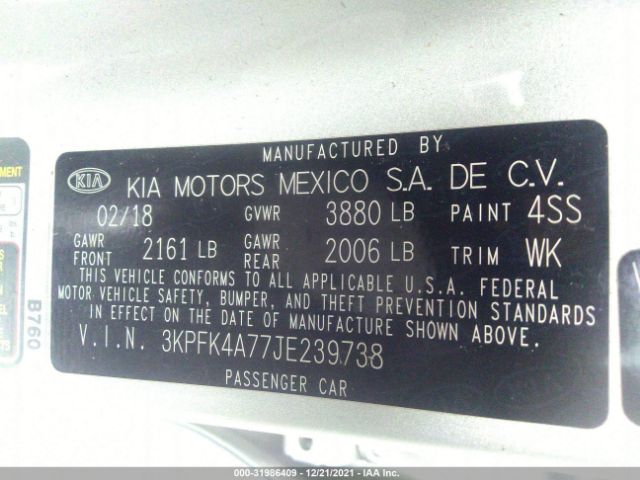 MANUFACTURED BY
KIA KIA MOTORS MEXICO S.A. DE C.V.
02/18 GVWR 3880 LB PAINT 4SS
GAWR FRONT 2161 LB GAWR REAR 2006 LB TRIM WK
THIS VEHICLE CONFORMS TO ALL APPLICABLE U.S.A. FEDERAL
MOTOR VEHICLE SAFETY, BUMPER, AND THEFT PREVENTION STANDARDS
IN EFFECT ON THE DATE OF MANUFACTURE SHOWN ABOVE.
V.I.N. 3KPFK4A77JE239738
PASSENGER CAR
B760
000-31986409 - 12/21/2021 - IAA Inc.